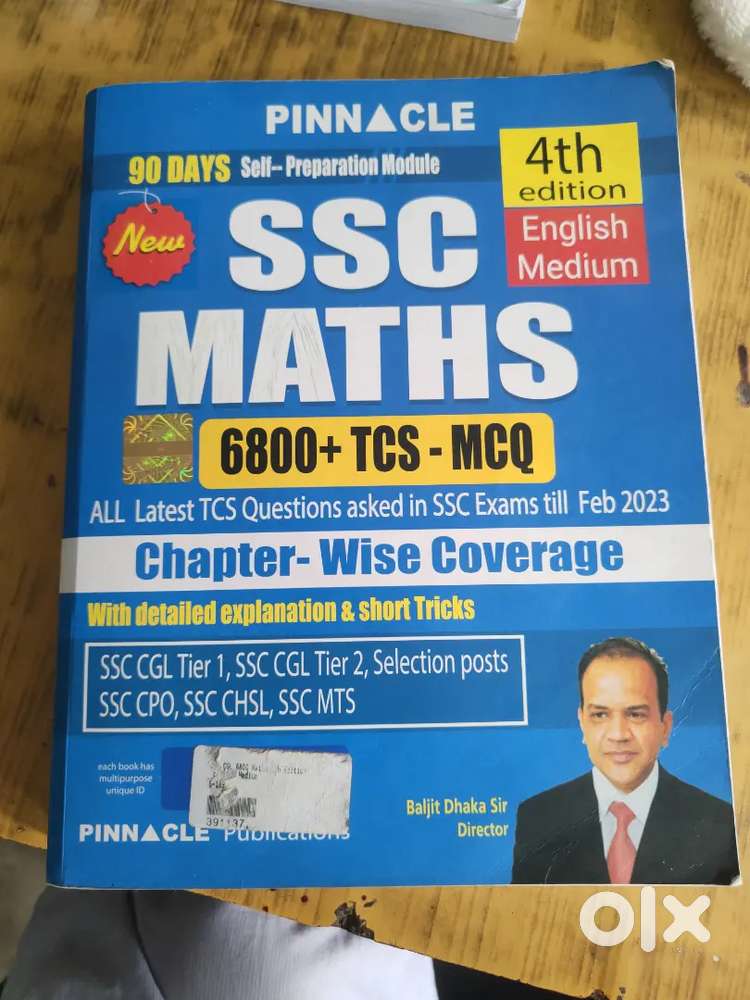 PINNACLE
90 DAYS Self-- Preparation Module
4th
edition
English
Medium
New
SSC
MATHS
6800+ TCS - MCQ
ALL Latest TCS Questions asked in SSC Exams till Feb 2023
Chapter- Wise Coverage
With detailed explanation & short Tricks
SSC CGL Tier 1, SSC CGL Tier 2, Selection posts
SSC CPO, SSC CHSL, SSC MTS
each book has
multipurpose
unique ID
6800
Medium
391137
Baljit Dhaka Sir
Director
PINNACLE Publications
olx